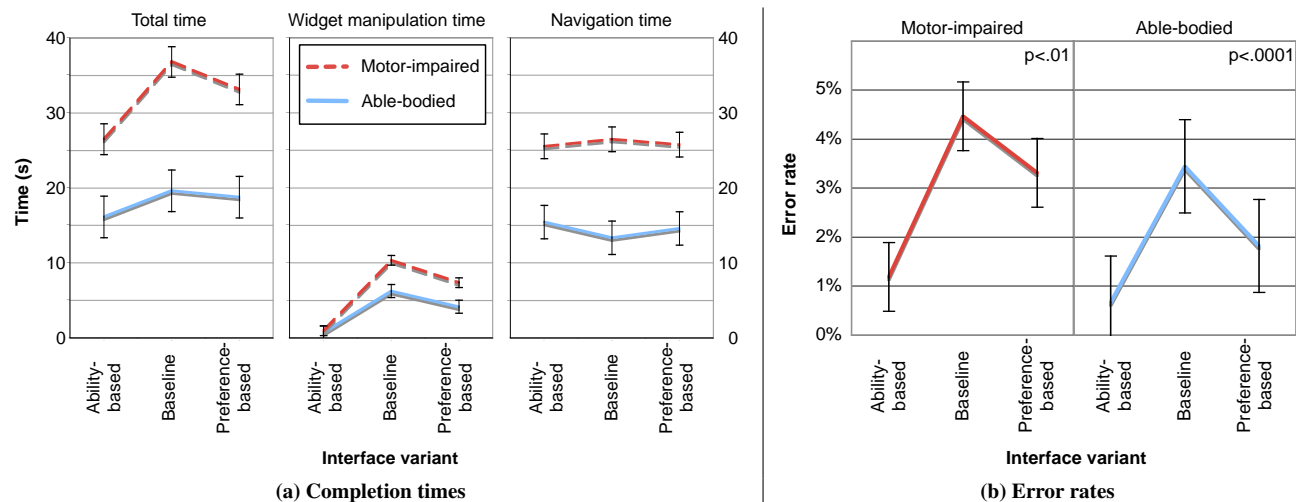 Total time
Widget manipulation time
Navigation time
40
30
20
10
0
Time (s)
Motor-impaired
Able-bodied
40
30
20
10
0
Ability-
based
Baseline
Preference-
based
Ability-
based
Baseline
Preference-
based
Ability-
based
Baseline
Preference-
based
Interface variant
(a) Completion times
Motor-impaired
Able-bodied
p<.01
p<.0001
5%
4%
3%
2%
1%
0%
Error rate
Ability-
based
Baseline
Preference-
based
Ability-
based
Baseline
Preference-
based
Interface variant
(b) Error rates